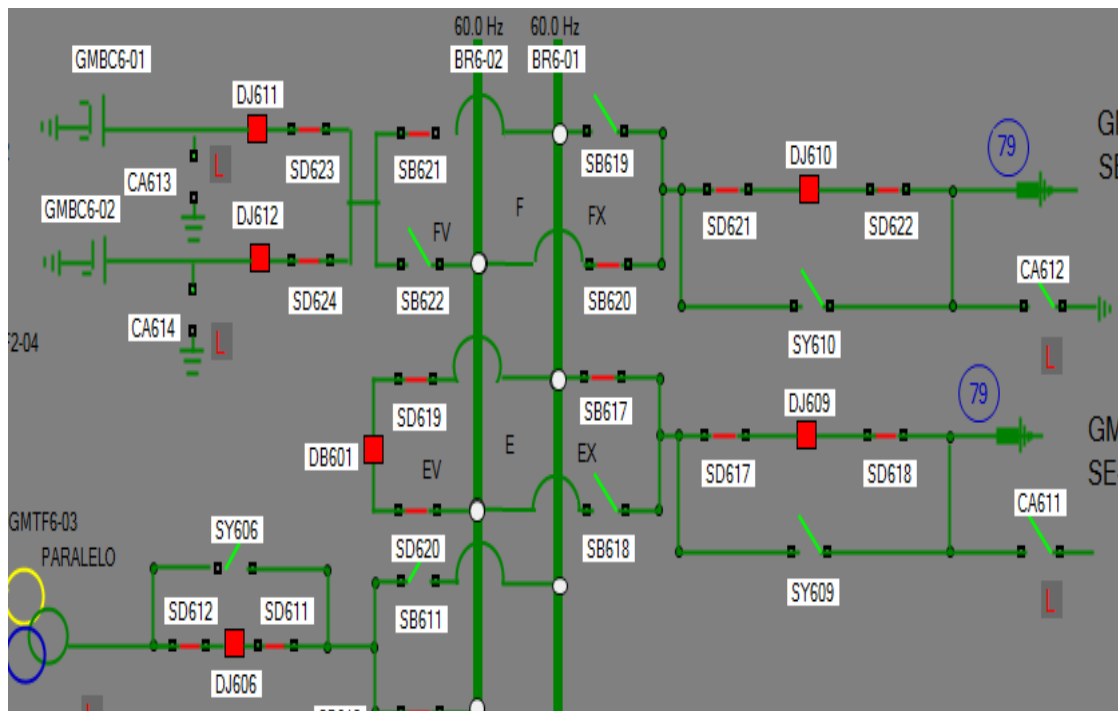 60.0 Hz
60.0 Hz
GMBC6-01
BR6-02
BR6-01
DJ611
SB619
79
DJ610
SD623
SB621
L
CA613
GMBC6-02
DJ612
F
FV
FX
SD621
SD622
CA612
SD624
SB622
SB620
CA614
L
F2-04
SY610
L
SD619
SB617
79
DJ609
DB601
E
EV
EX
SD617
SD618
GMTF6-03
PARALELO
SY606
SD620
SB618
CA611
SY609
L
SD612
SD611
SB611
DJ606